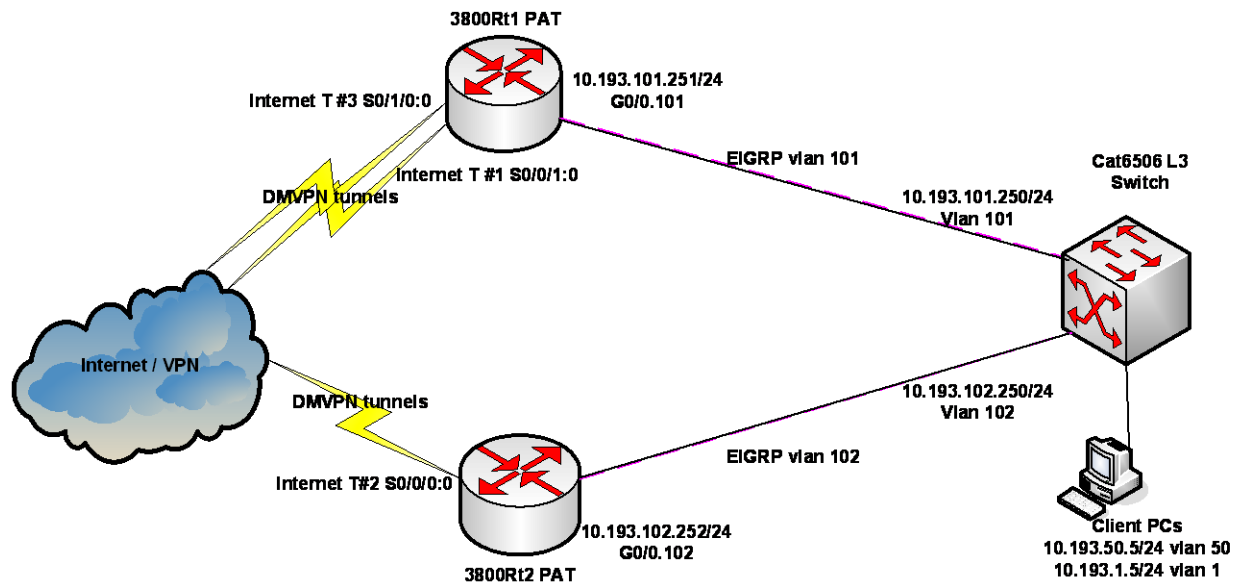 3800Rt1 PAT
10.193.101.251/24
G0/0.101
Internet T #3 S0/1/0:0
Internet T #1 S0/0/1:0
DMVPN tunnels
EIGRP vlan 101
Cat6506 L3
Switch
10.193.101.250/24
Vlan 101
Internet / VPN
DMVPN tunnels
10.193.102.250/24
Vlan 102
EIGRP vlan 102
Internet T#2 S0/0/0:0
10.193.102.252/24
G0/0.102
3800Rt2 PAT
Client PCs
10.193.50.5/24 vlan 50
10.193.1.5/24 vlan 1